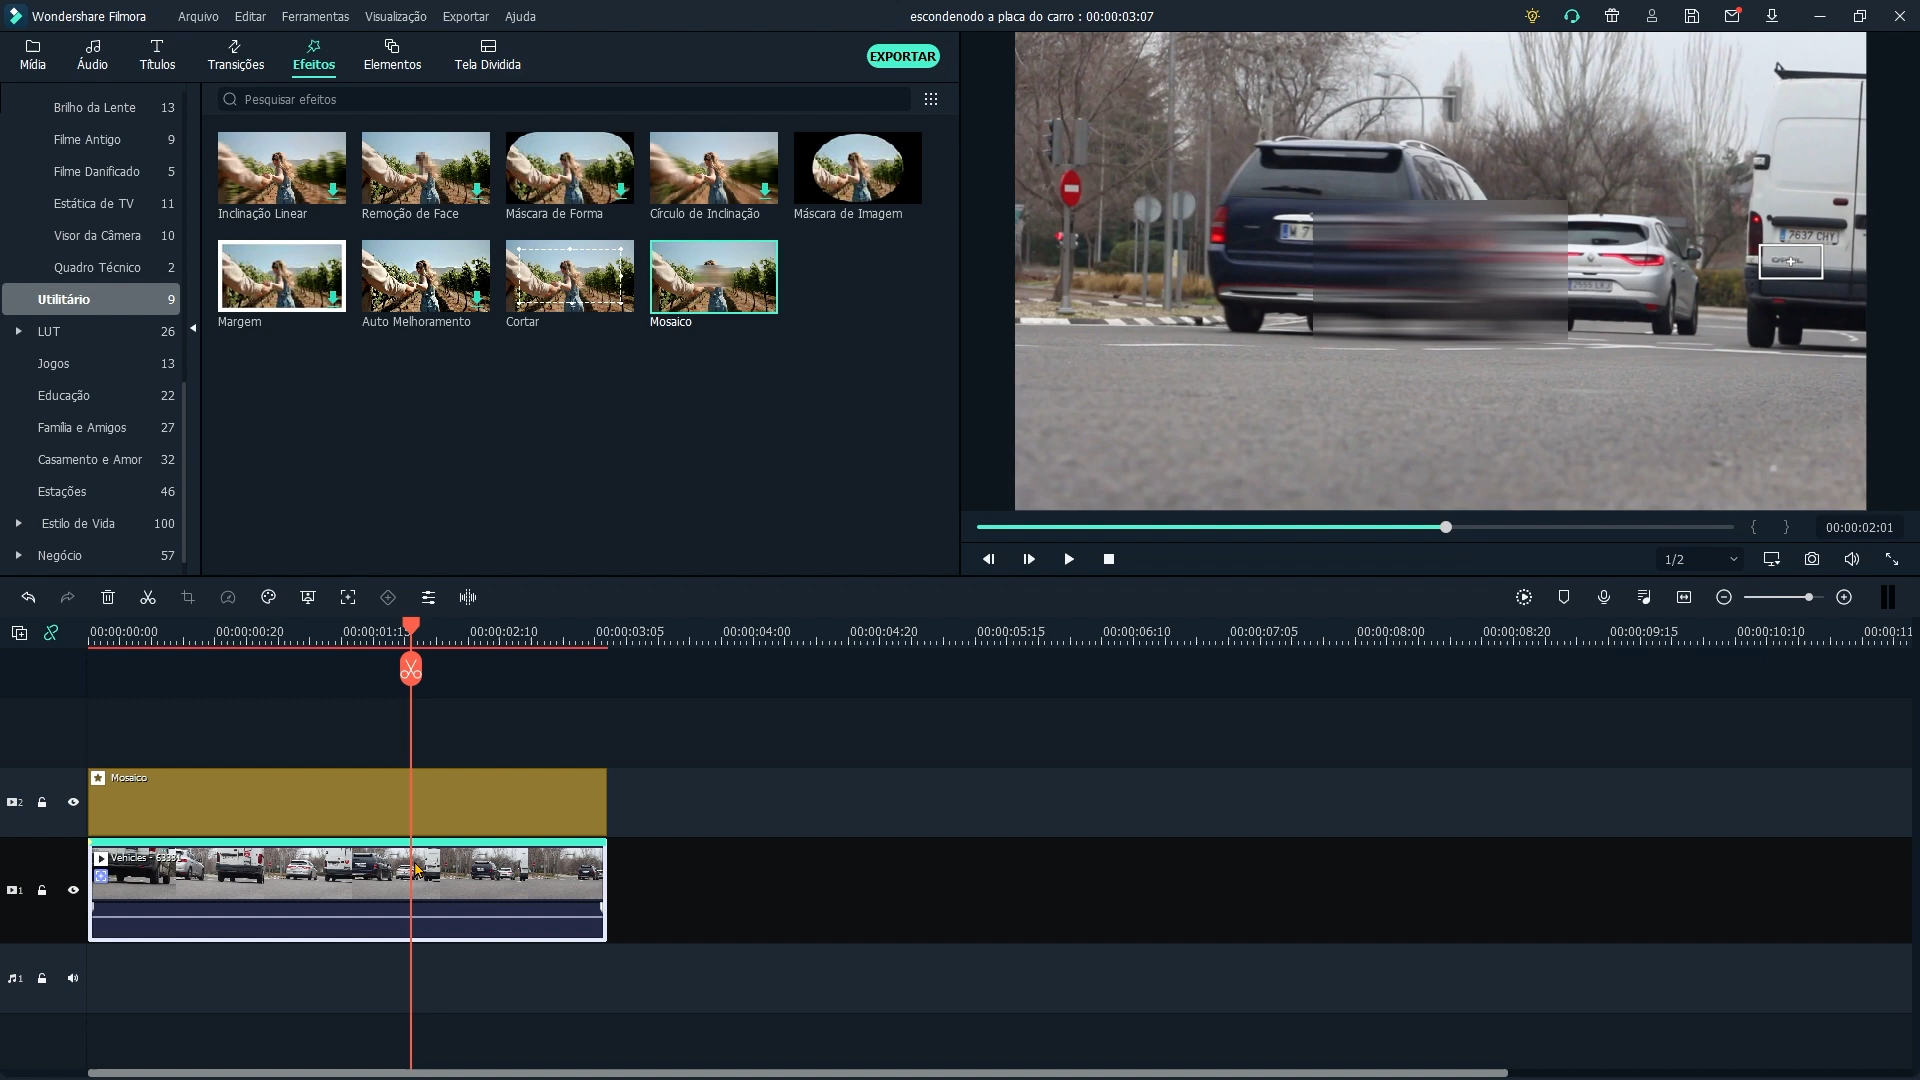 Wondershare Filmora
Arquivo
Editar
Ferramentas
Visualização
Exportar
Ajuda
escondenodo a placa do carro : 00:00:03:07
Mídia
Áudio
Títulos
Transições
Efeitos
Elementos
Tela Dividida
EXPORTAR
Brilho da Lente 13
Filme Antigo 9
Filme Danificado 5
Estática de TV 11
Visor da Câmera 10
Quadro Técnico 2
Utilitário 9
LUT 26
Jogos 13
Educação 22
Família e Amigos 27
Casamento e Amor 32
Estações 46
Estilo de Vida 100
Negócio 57
Pesquisar efeitos
Inclinação Linear
Remoção de Face
Máscara de Forma
Círculo de Inclinação
Máscara de Imagem
Margem
Auto Melhoramento
Cortar
Mosaico
7637 CHY
00:00:02:01
1/2
00:00:00:00
00:00:00:20
00:00:01:15
00:00:02:10
00:00:03:05
00:00:04:00
00:00:04:20
00:00:05:15
00:00:06:10
00:00:07:05
00:00:08:00
00:00:08:20
00:00:09:15
00:00:10:10
00:00:11
2
Mosaico
1
Vehicles - 63331
1